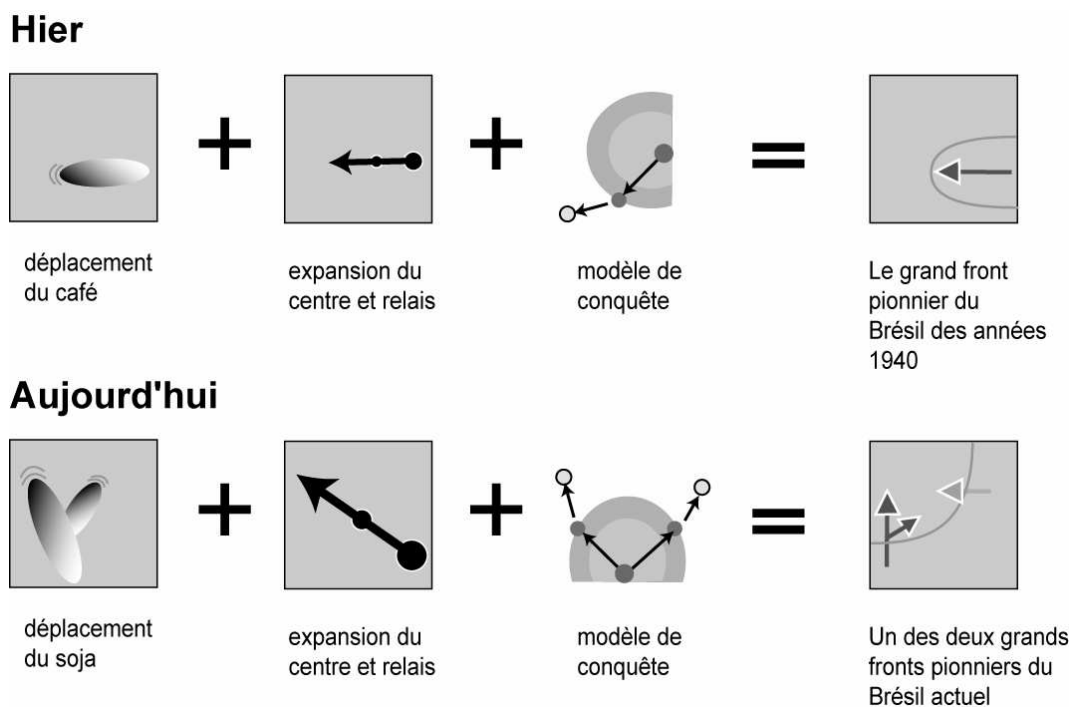 Hier
déplacement
du café
expansion du
centre et relais
modèle de
conquête
Le grand front
pionnier du
Brésil des années
1940
Aujourd'hui
déplacement
du soja
expansion du
centre et relais
modèle de
conquête
Un des deux grands
fronts pionniers du
Brésil actuel